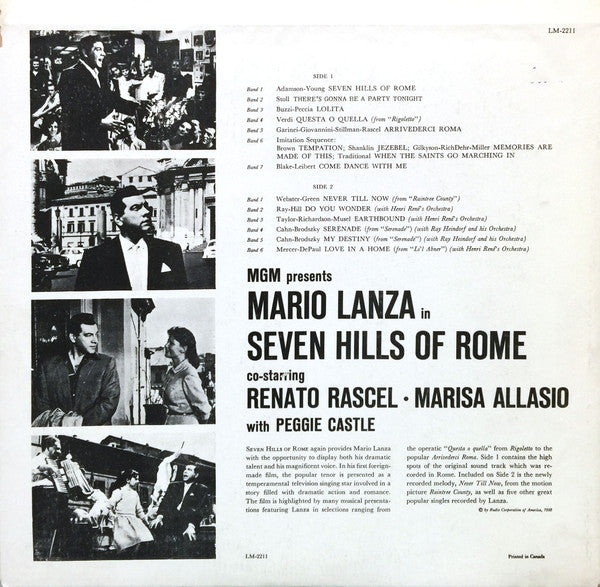 LM-2211
SIDE 1
Band 1 Adamson-Young SEVEN HILLS OF ROME
Band 2 Stoll THERE'S GONNA BE A PARTY TONIGHT
Band 3 Buzzi-Peccia LOLITA
Band 4 Verdi QUESTA O QUELLA (from "Rigoletto")
Band 5 Garinei-Giovannini-Stillman-Rascel ARRIVEDERCI ROMA
Band 6 Imitation Sequence:
Brown TEMPTATION; Shanklin JEZEBEL; Gilkyson-RichDehr-Miller MEMORIES ARE
MADE OF THIS; Traditional WHEN THE SAINTS GO MARCHING IN
Band 7 Blake-Leibert COME DANCE WITH ME
SIDE 2
Band 1 Webster-Green NEVER TILL NOW (from "Raintree County")
Band 2 Ray-Hill DO YOU WONDER (with Henri René's Orchestra)
Band 3 Taylor-Richardson-Musel EARTHBOUND (with Henri René's Orchestra)
Band 4 Cahn-Brodszky SERENADE (from "Serenade") (with Ray Heindorf and his Orchestra)
Band 5 Cahn-Brodszky MY DESTINY (from "Serenade") (with Ray Heindorf and his Orchestra)
Band 6 Mercer-DePaul LOVE IN A HOME (from "Li'l Abner") (with Henri René's Orchestra)
MGM presents
MARIO LANZA in
SEVEN HILLS OF ROME
co-starring
RENATO RASCEL • MARISA ALLASIO
with PEGGIE CASTLE
SEVEN HILLS OF ROME again provides Mario Lanza
with the opportunity to display both his dramatic
talent and his magnificent voice. In his first foreign-
made film, the popular tenor is presented as a
temperamental television singing star involved in a
story filled with dramatic action and romance.
The film is highlighted by many musical presenta-
tions featuring Lanza in selections ranging from
the operatic "Questa o quella" from Rigoletto to the
popular Arrivederci Roma. Side 1 contains the high
spots of the original sound track which was re-
corded in Rome. Included on Side 2 is the newly
recorded melody, Never Till Now, from the motion
picture Raintree County, as well as five other great
popular singles recorded by Lanza.
© by Radio Corporation of America, 1958
LM-2211
Printed in Canada